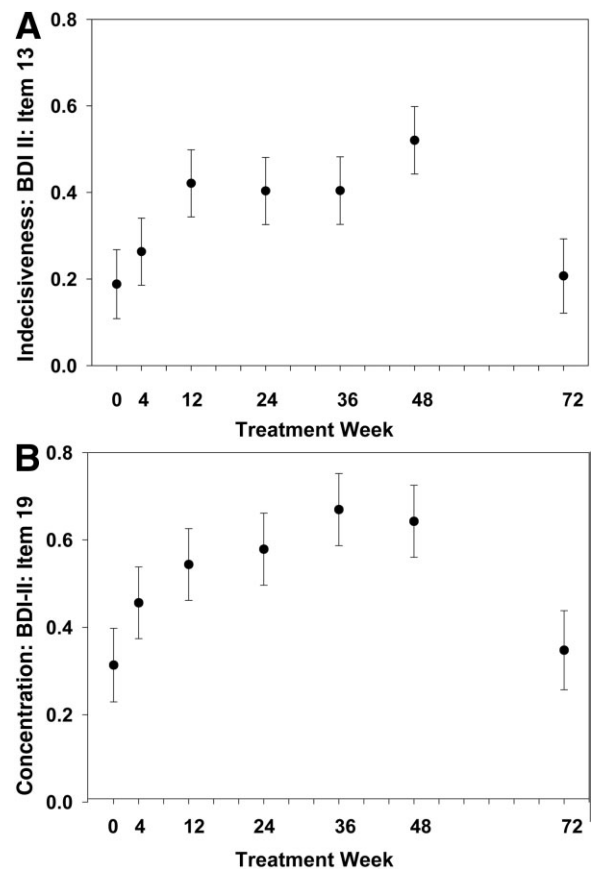 A
Indecisiveness: BDI II: Item 13
0.8
0.6
0.4
0.2
0.0
0 4 12 24 36 48 72
Treatment Week
B
Concentration: BDI-II: Item 19
0.8
0.6
0.4
0.2
0.0
0 4 12 24 36 48 72
Treatment Week